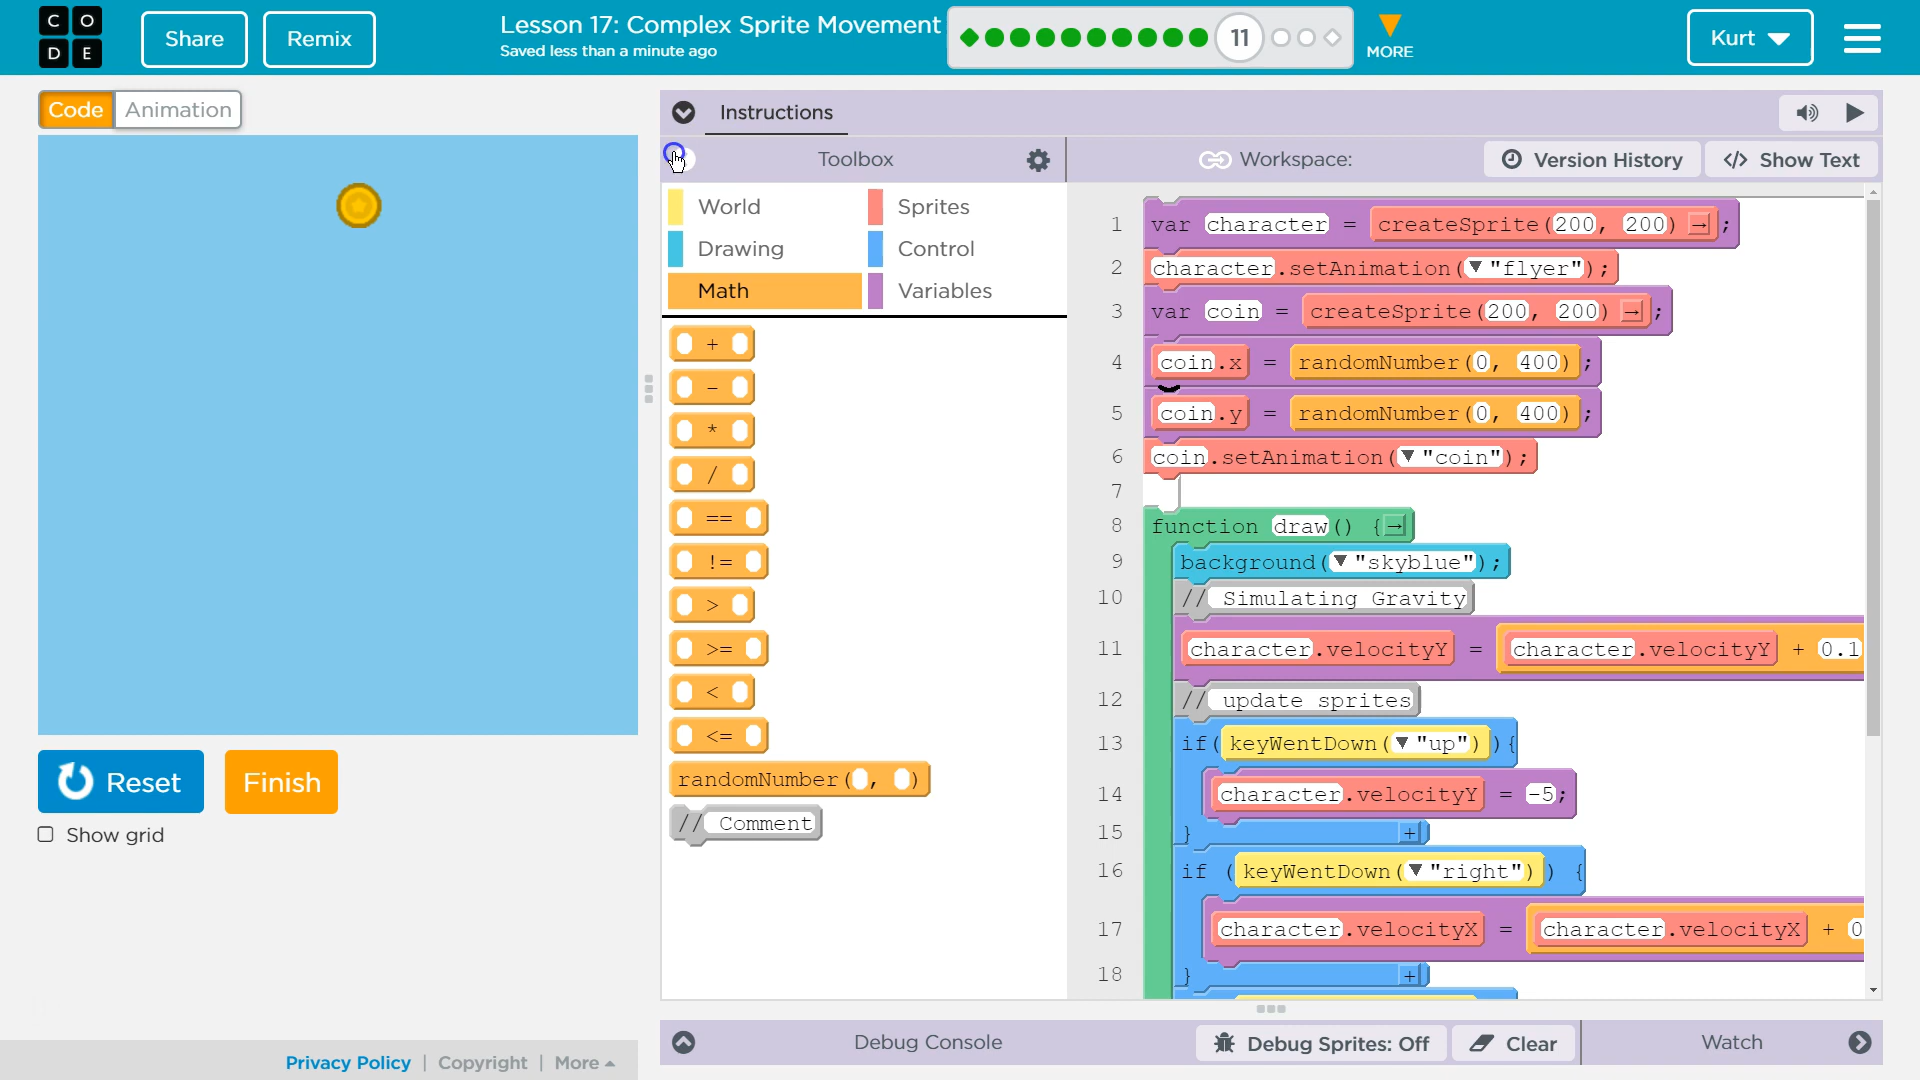 C O
D E
Share
Remix
Lesson 17: Complex Sprite Movement
Saved less than a minute ago
11
MORE
Kurt
Code
Animation
Instructions
Toolbox
Workspace:
Version History
</> Show Text
World
Sprites
Drawing
Control
Math
Variables
+
-
*
/
==
!=
>
>=
<
<=
randomNumber( , )
// Comment
1 var character = createSprite(200, 200) → ;
2 character.setAnimation(▼ "flyer");
3 var coin = createSprite(200, 200) → ;
4 coin.x = randomNumber(0, 400);
5 coin.y = randomNumber(0, 400);
6 coin.setAnimation(▼ "coin");
7
8 function draw() { →
9 background(▼ "skyblue");
10 // Simulating Gravity
11 character.velocityY = character.velocityY + 0.1
12 // update sprites
13 if( keyWentDown(▼ "up") ){
14 character.velocityY = -5;
15 } +
16 if ( keyWentDown(▼ "right") ) {
17 character.velocityX = character.velocityX + 0
18 } +
Reset
Finish
Show grid
Debug Console
Debug Sprites: Off
Clear
Watch
Privacy Policy | Copyright | More